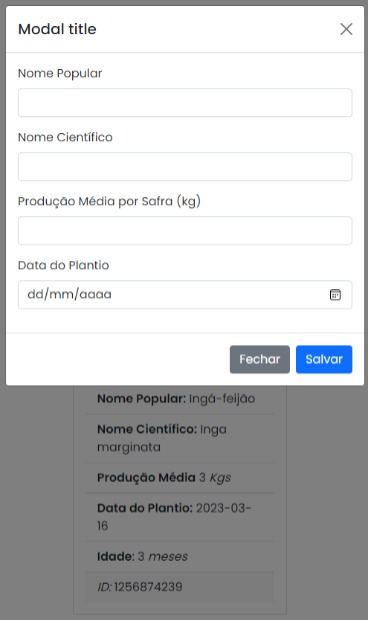 Modal title
Nome Popular
Nome Científico
Produção Média por Safra (kg)
Data do Plantio
dd/mm/aaaa
Fechar Salvar
Nome Popular: Ingá-feijão
Nome Científico: Inga
marginata
Produção Média 3 Kgs
Data do Plantio: 2023-03-
16
Idade: 3 meses
ID: 1256874239